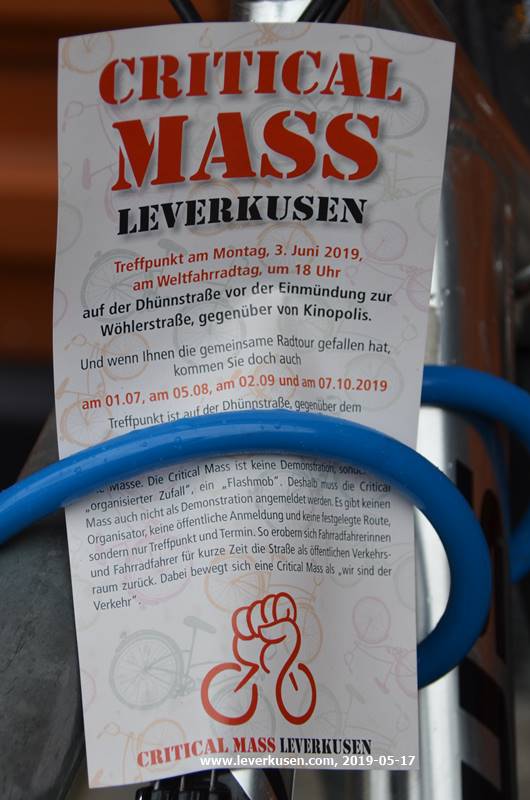 CRITICAL
MASS
LEVERKUSEN
Treffpunkt am Montag, 3. Juni 2019,
am Weltfahrradtag, um 18 Uhr
auf der Dhünnstraße vor der Einmündung zur
Wöhlerstraße, gegenüber von Kinopolis.
Und wenn Ihnen die gemeinsame Radtour gefallen hat,
kommen Sie doch auch
am 01.07, am 05.08, am 02.09 und am 07.10.2019
Treffpunkt ist auf der Dhünnstraße, gegenüber dem
Masse. Die Critical Mass ist keine Demonstration,
„organisierter Zufall“, ein „Flashmob“. Deshalb muss die Critical
Mass auch nicht als Demonstration angemeldet werden. Es gibt keinen
Organisator, keine öffentliche Anmeldung und keine festgelegte Route,
sondern nur Treffpunkt und Termin. So erobern sich Fahrradfahrerinnen
und Fahrradfahrer für kurze Zeit die Straße als öffentlichen Verkehrs-
raum zurück. Dabei bewegt sich eine Critical Mass als „wir sind der
Verkehr“.
CRITICAL MASS LEVERKUSEN
www.leverkusen.com, 2019-05-17